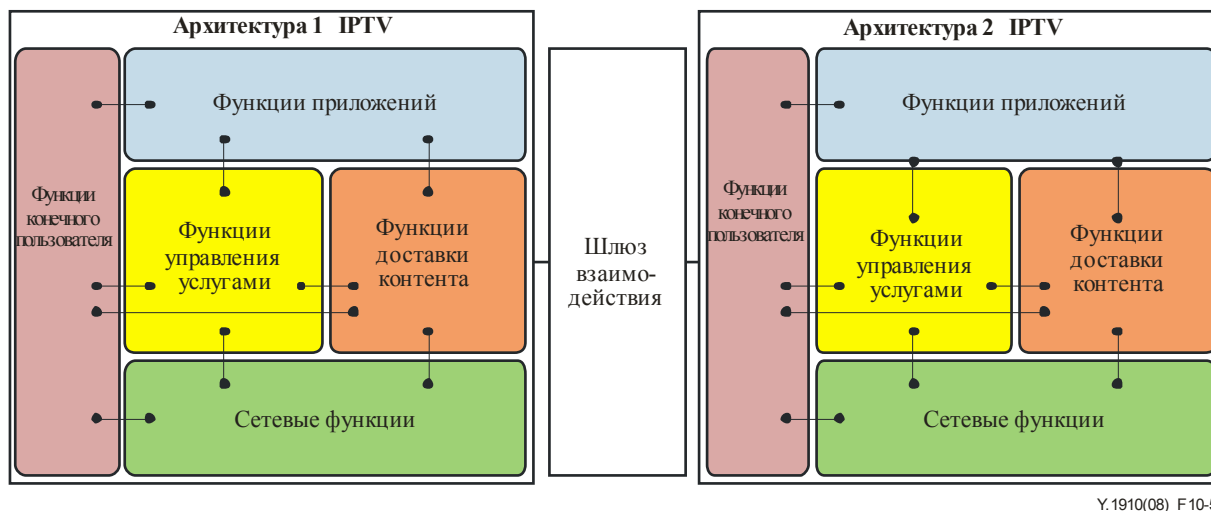 Архитектура 1 IPTV
Функции приложений
Функции
конечного
пользователя
Функции
управления
услугами
Функции
доставки
контента
Сетевые функции
Шлюз
взаимо-
действия
Архитектура 2 IPTV
Функции приложений
Функции
конечного
пользователя
Функции
управления
услугами
Функции
доставки
контента
Сетевые функции
Y.1910(08)_F10-5